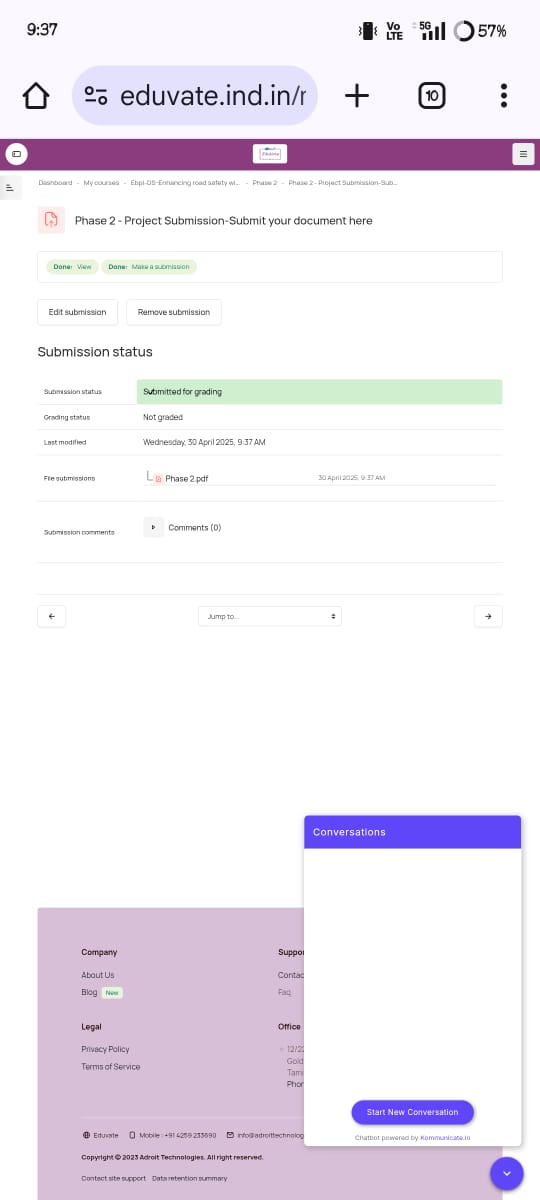 9:37
Vo
LTE
5G
57%
eduvate.ind.in/r
10
Dashboard - My courses - Ebpl-DS-Enhancing road safety wi... - Phase 2 - Phase 2 - Project Submission-Sub...
Phase 2 - Project Submission-Submit your document here
Done: View Done: Make a submission
Edit submission Remove submission
Submission status
Submission status Submitted for grading
Grading status Not graded
Last modified Wednesday, 30 April 2025, 9:37 AM
File submissions Phase 2.pdf 30 April 2025, 9:37 AM
Submission comments Comments (0)
Jump to...
Conversations
Company Suppor
About Us Contac
Blog New Faq
Legal Office
Privacy Policy 12/22
Terms of Service Gold
Tami
Phor
Start New Conversation
Chatbot powered by Kommunicate.io
Eduvate Mobile : +91 4259 233690 info@adroittechnolog
Copyright © 2023 Adroit Technologies. All right reserved.
Contact site support Data retention summary